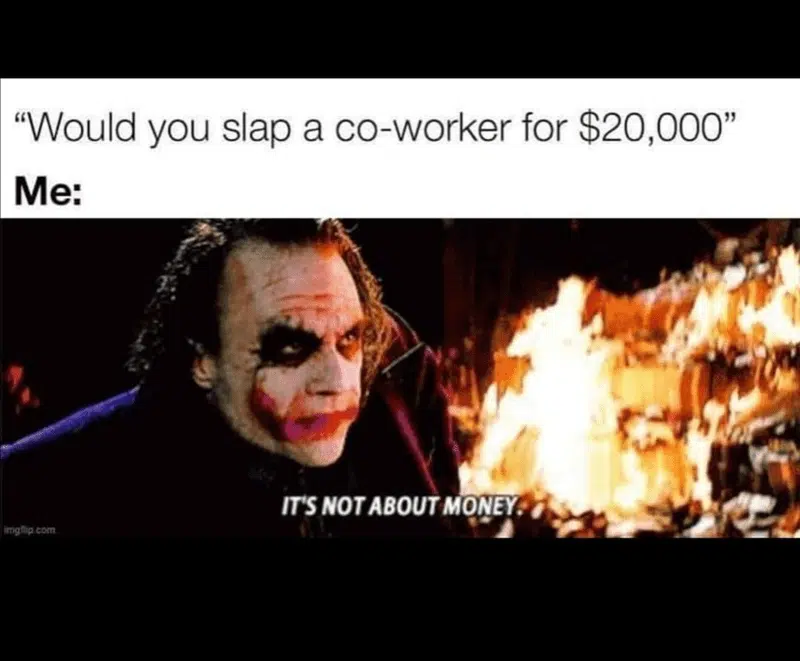 “Would you slap a co-worker for $20,000”
Me:
IT'S NOT ABOUT MONEY.
imgflip.com